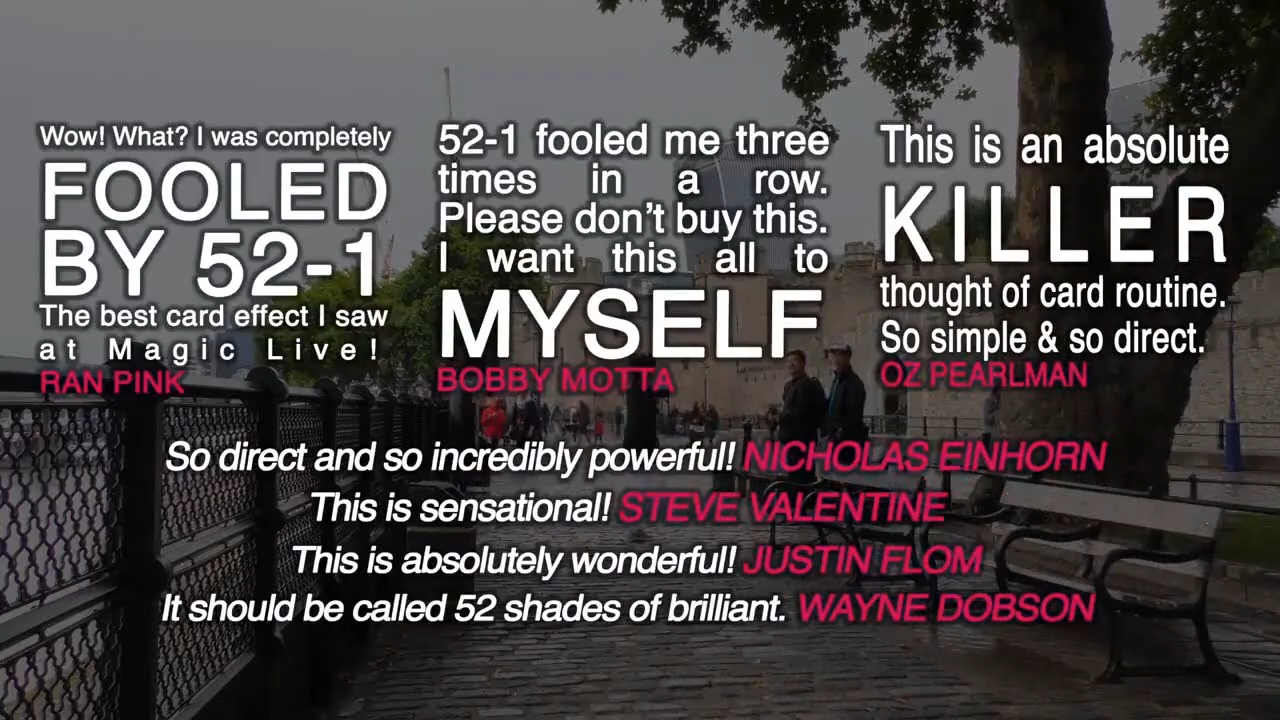 Wow! What? I was completely
FOOLED
BY 52-1
The best card effect I saw
at Magic Live!
RAN PINK
52-1 fooled me three
times in a row.
Please don't buy this.
I want this all to
MYSELF
BOBBY MOTTA
This is an absolute
KILLER
thought of card routine.
So simple & so direct.
OZ PEARLMAN
So direct and so incredibly powerful! NICHOLAS EINHORN
This is sensational! STEVE VALENTINE
This is absolutely wonderful! JUSTIN FLOM
It should be called 52 shades of brilliant. WAYNE DOBSON